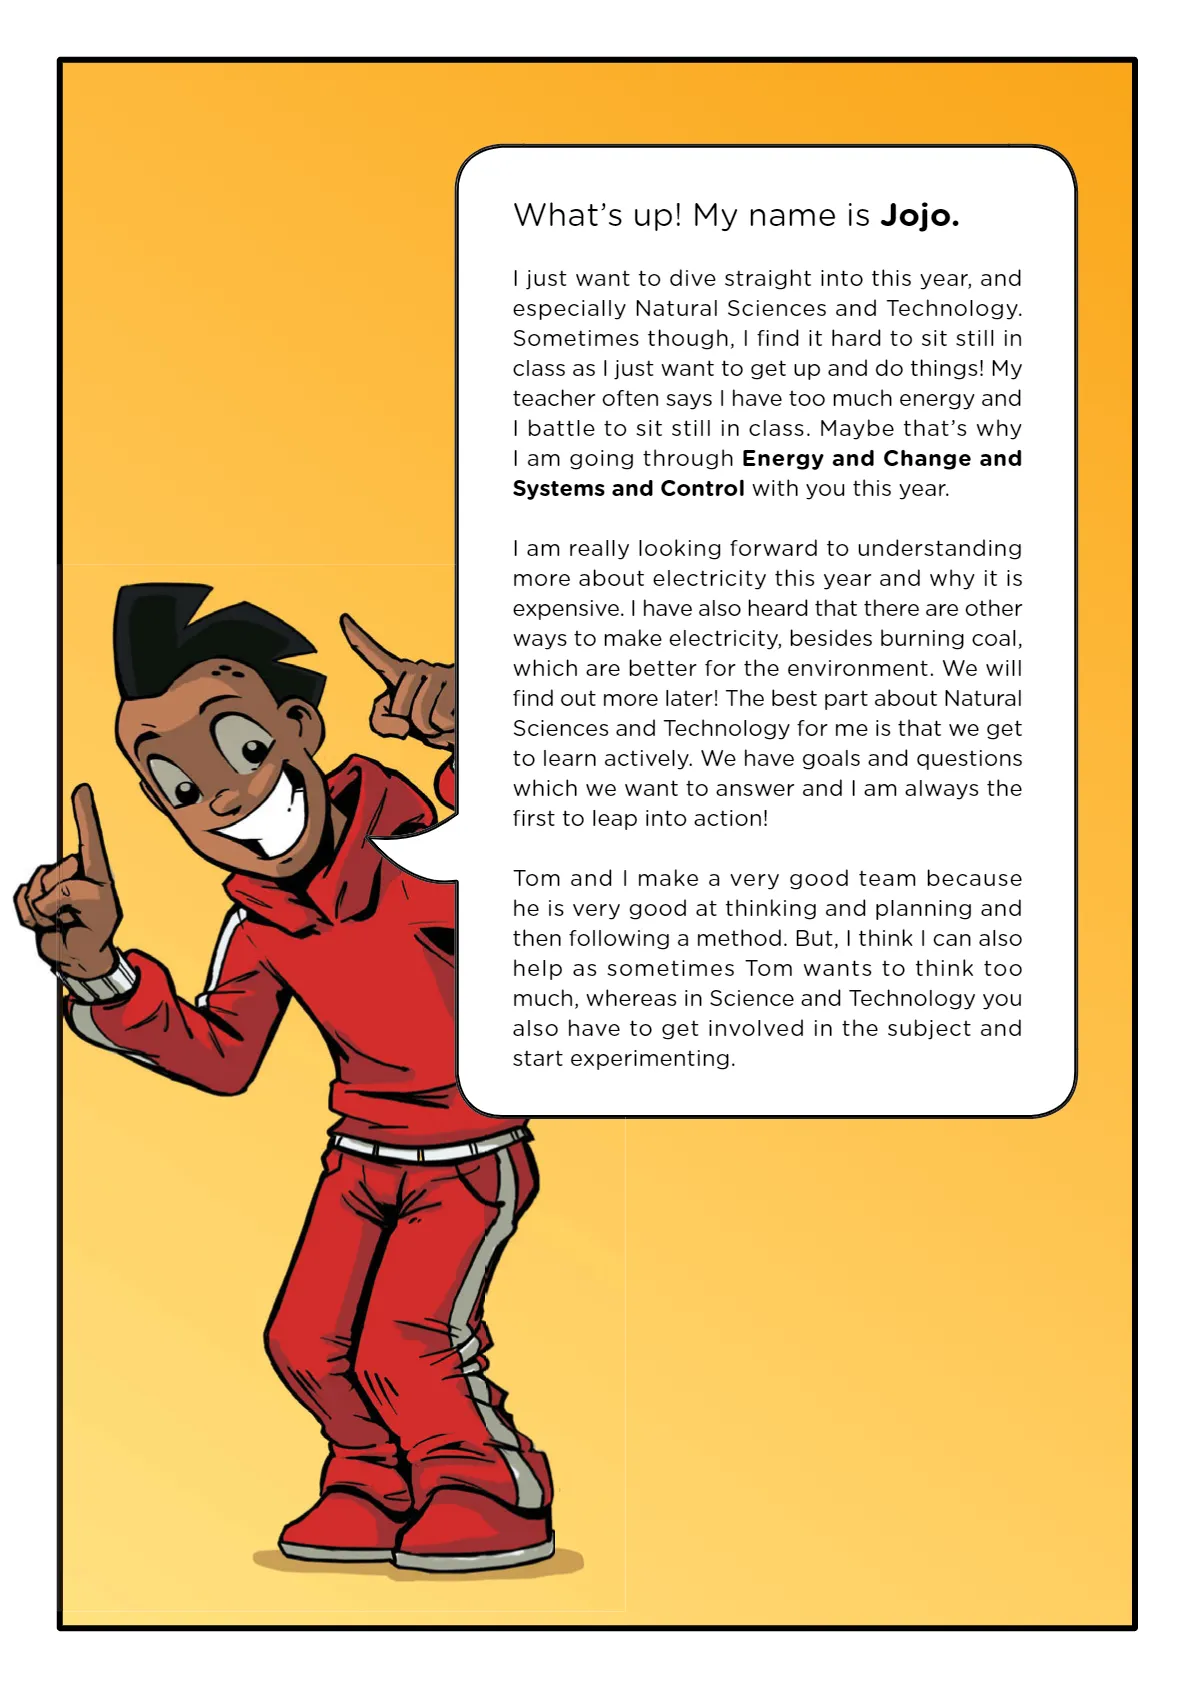 What’s up! My name is Jojo.
I just want to dive straight into this year, and
especially Natural Sciences and Technology.
Sometimes though, I find it hard to sit still in
class as I just want to get up and do things! My
teacher often says I have too much energy and
I battle to sit still in class. Maybe that’s why
I am going through Energy and Change and
Systems and Control with you this year.
I am really looking forward to understanding
more about electricity this year and why it is
expensive. I have also heard that there are other
ways to make electricity, besides burning coal,
which are better for the environment. We will
find out more later! The best part about Natural
Sciences and Technology for me is that we get
to learn actively. We have goals and questions
which we want to answer and I am always the
first to leap into action!
Tom and I make a very good team because
he is very good at thinking and planning and
then following a method. But, I think I can also
help as sometimes Tom wants to think too
much, whereas in Science and Technology you
also have to get involved in the subject and
start experimenting.